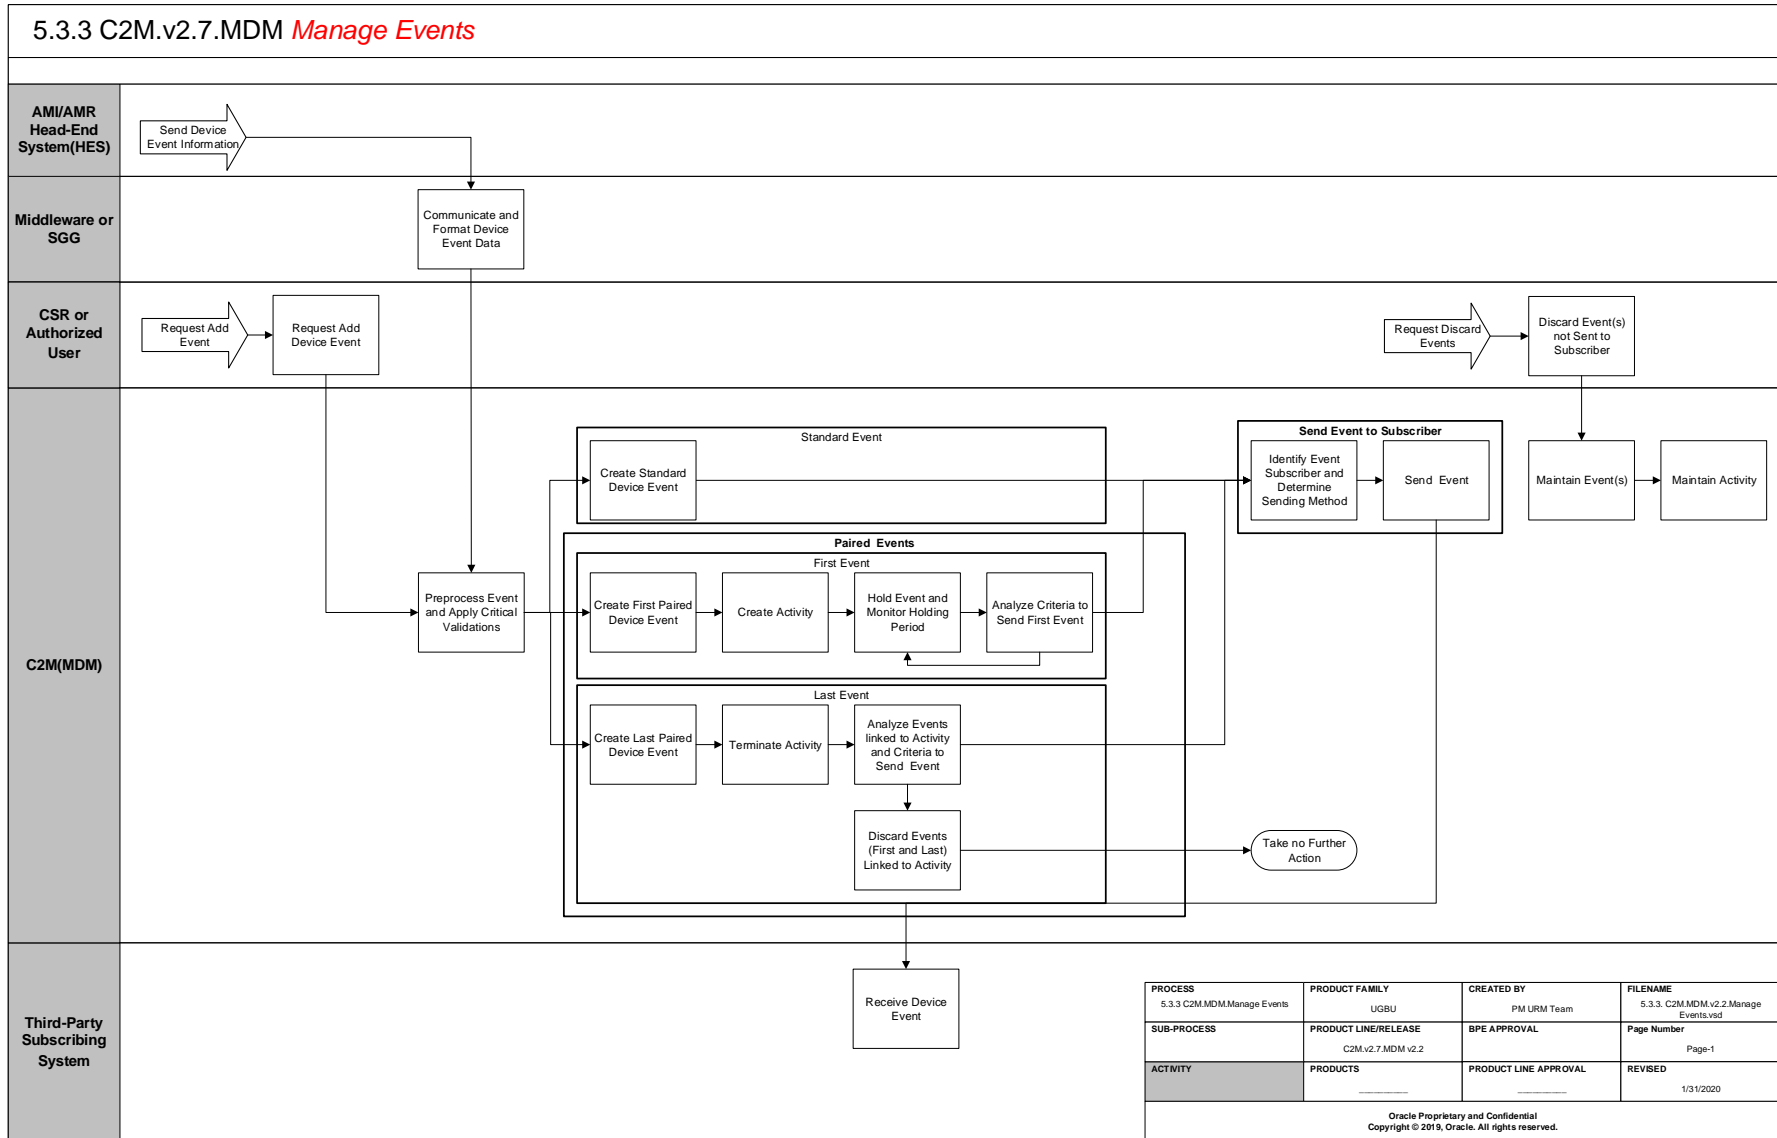 5.3.3 C2M.v2.7.MDM Manage Events
AMI/AMR
Head-End
System(HES)
Send Device
Event Information
Middleware or
SGG
Communicate and
Format Device
Event Data
CSR or
Authorized
User
Request Add
Event
Request Add
Device Event
Request Discard
Events
Discard Event(s)
not Sent to
Subscriber
C2M(MDM)
Preprocess Event
and Apply Critical
Validations
Standard Event
Create Standard
Device Event
Paired Events
First Event
Create First Paired
Device Event
Create Activity
Hold Event and
Monitor Holding
Period
Analyze Criteria to
Send First Event
Last Event
Create Last Paired
Device Event
Terminate Activity
Analyze Events
linked to Activity
and Criteria to
Send Event
Discard Events
(First and Last)
Linked to Activity
Take no Further
Action
Send Event to Subscriber
Identify Event
Subscriber and
Determine
Sending Method
Send Event
Maintain Event(s)
Maintain Activity
Third-Party
Subscribing
System
Receive Device
Event
PROCESS
5.3.3 C2M.MDM.Manage Events
PRODUCT FAMILY
UGBU
CREATED BY
PM URM Team
FILENAME
5.3.3. C2M.MDM.v2.2.Manage
Events.vsd
SUB-PROCESS
PRODUCT LINE/RELEASE
C2M.v2.7.MDM v2.2
BPE APPROVAL
Page Number
Page-1
ACTIVITY
PRODUCTS
PRODUCT LINE APPROVAL
REVISED
1/31/2020
Oracle Proprietary and Confidential
Copyright © 2019, Oracle. All rights reserved.